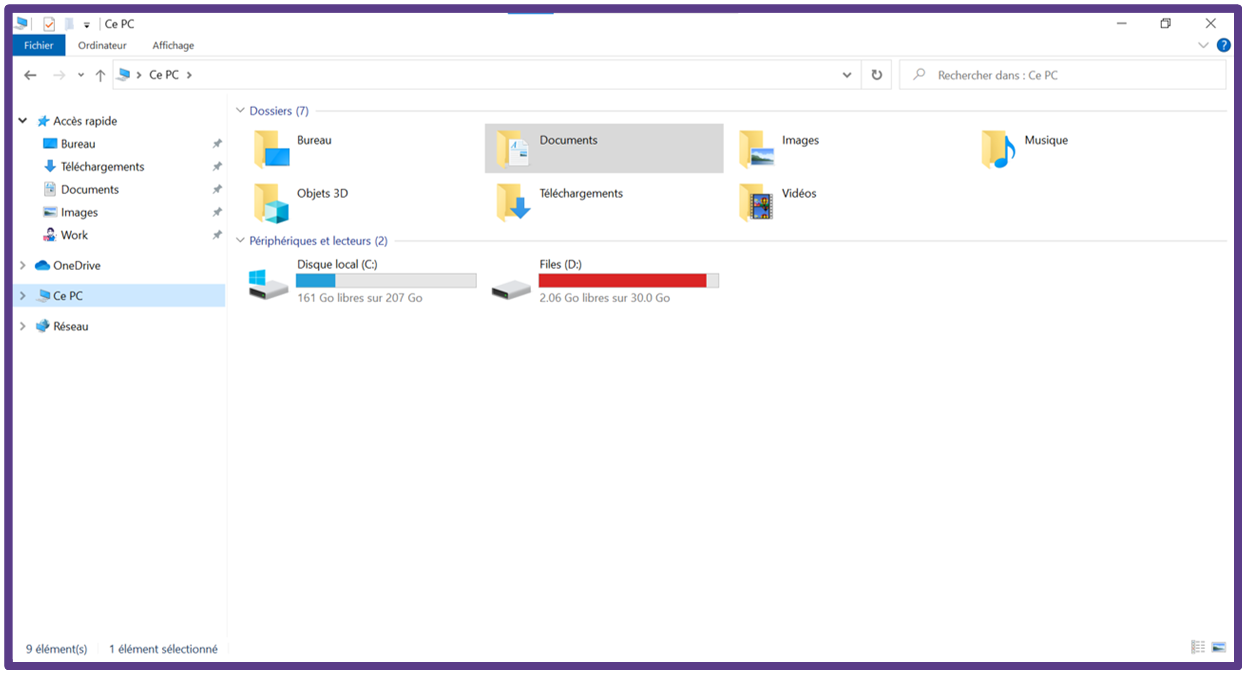 Ce PC
Fichier Ordinateur Affichage ?
Ce PC Rechercher dans : Ce PC
Accès rapide
Bureau
Téléchargements
Documents
Images
Work
OneDrive
Ce PC
Réseau
Dossiers (7)
Bureau Documents Images Musique
Objets 3D Téléchargements Vidéos
Périphériques et lecteurs (2)
Disque local (C:) Files (D:)
161 Go libres sur 207 Go 2.06 Go libres sur 30.0 Go
9 élément(s) 1 élément sélectionné